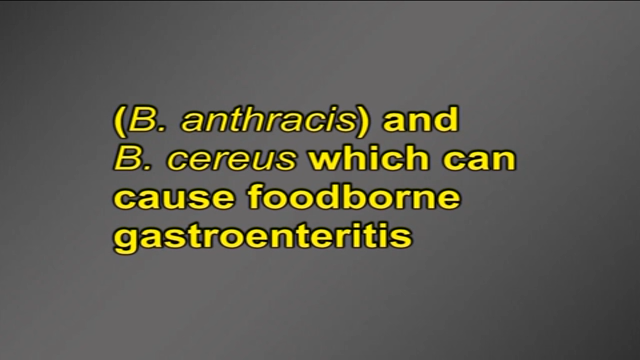 (B. anthracis) and
B. cereus which can
cause foodborne
gastroenteritis